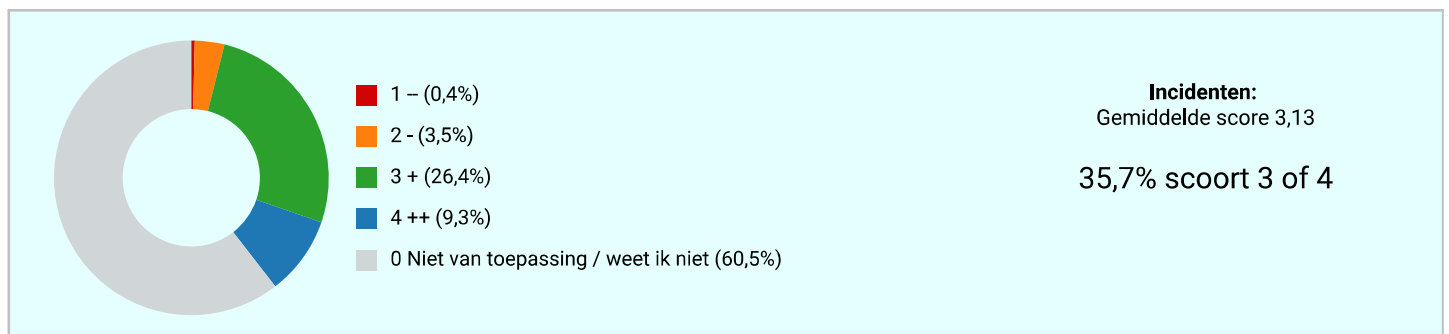 1 -- (0,4%)
2 - (3,5%)
3 + (26,4%)
4 ++ (9,3%)
0 Niet van toepassing / weet ik niet (60,5%)
Incidenten:
Gemiddelde score 3,13
35,7% scoort 3 of 4